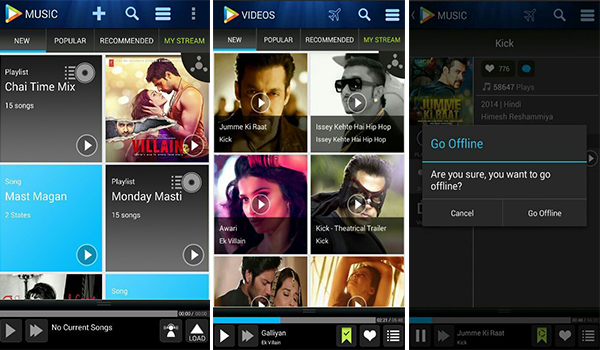 MUSIC
NEW
POPULAR
RECOMMENDED
MY STREAM
Playlist
Chai Time Mix
15 songs
VILLAIN
Song
Mast Magan
2 States
Playlist
Monday Masti
15 songs
Song
00:00 / 00:00
No Current Songs
LOAD
VIDEOS
NEW
POPULAR
RECOMMENDED
MY STREAM
Jumme Ki Raat
Kick
Issey Kehte Hai Hip Hop
Issey Kehte Hai Hip Hop
Awari
Ek Villain
Kick - Theatrical Trailer
Kick
Galliyan
Ek Villain
MUSIC
Kick
JUMME KI RAAT
776
58647 Plays
2014 | Hindi
Himesh Reshammiya
Go Offline
Are you sure, you want to go
offline?
Cancel
Go Offline
Jumme Ki Raat
Kick